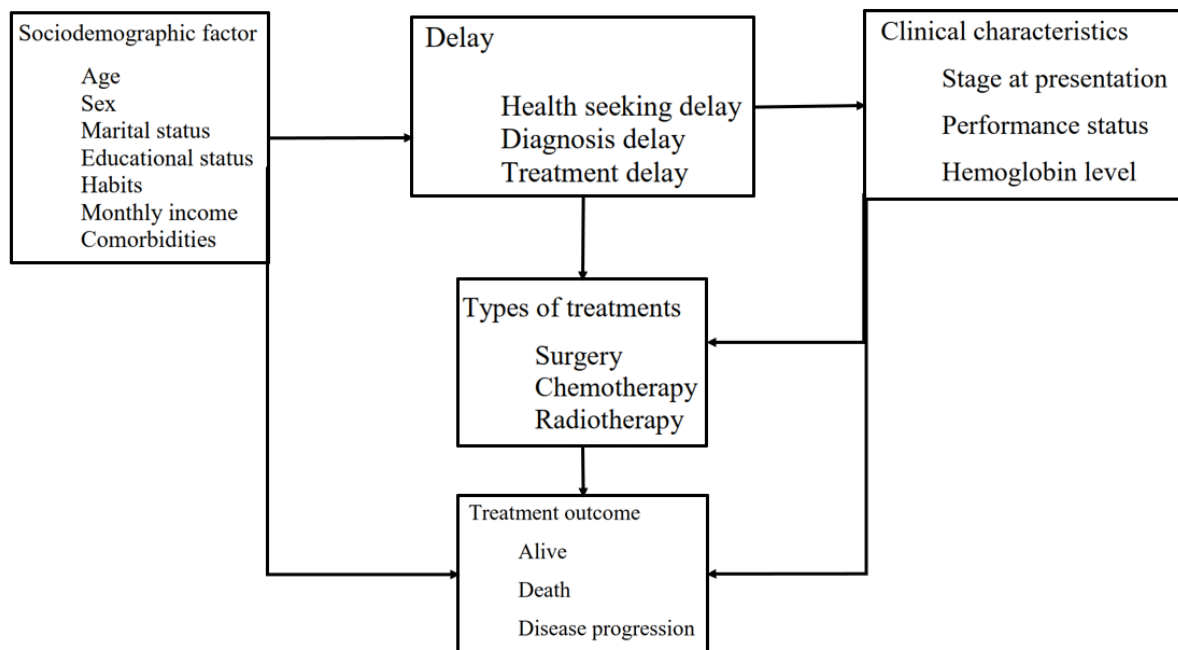 Sociodemographic factor
Age
Sex
Marital status
Educational status
Habits
Monthly income
Comorbidities
Delay
Health seeking delay
Diagnosis delay
Treatment delay
Clinical characteristics
Stage at presentation
Performance status
Hemoglobin level
Types of treatments
Surgery
Chemotherapy
Radiotherapy
Treatment outcome
Alive
Death
Disease progression